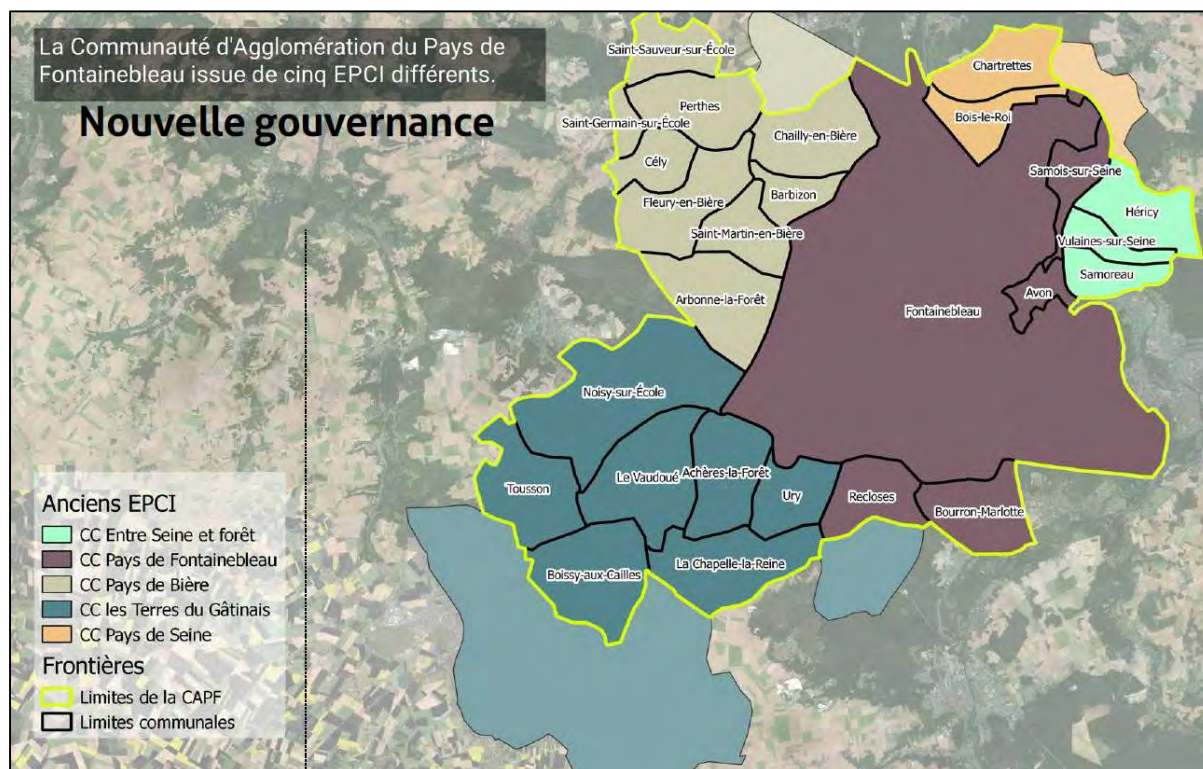 La Communauté d'Agglomération du Pays de
Fontainebleau issue de cinq EPCI différents.
Nouvelle gouvernance
Saint-Sauveur-sur-École
Perthes
Saint-Germain-sur-École
Cély
Chailly-en-Bière
Barbizon
Fleury-en-Bière
Saint-Martin-en-Bière
Arbonne-la-Forêt
Chartrettes
Bois-le-Roi
Samois-sur-Seine
Héricy
Vulaines-sur-Seine
Samoreau
Avon
Fontainebleau
Noisy-sur-École
Tousson
Le Vaudoué
Achères-la-Forêt
Ury
Recloses
Bourron-Marlotte
La Chapelle-la-Reine
Boissy-aux-Cailles
Anciens EPCI
CC Entre Seine et forêt
CC Pays de Fontainebleau
CC Pays de Bière
CC les Terres du Gâtinais
CC Pays de Seine
Frontières
Limites de la CAPF
Limites communales